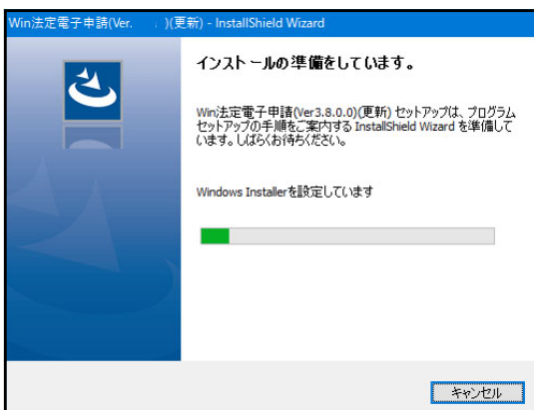 Win法定電子申請(Ver. )(更新) - InstallShield Wizard
インストールの準備をしています。
Win法定電子申請(Ver3.8.0.0)(更新) セットアップは、プログラム
セットアップの手順をご案内する InstallShield Wizard を準備して
います。しばらくお待ちください。
Windows Installerを設定しています
キャンセル